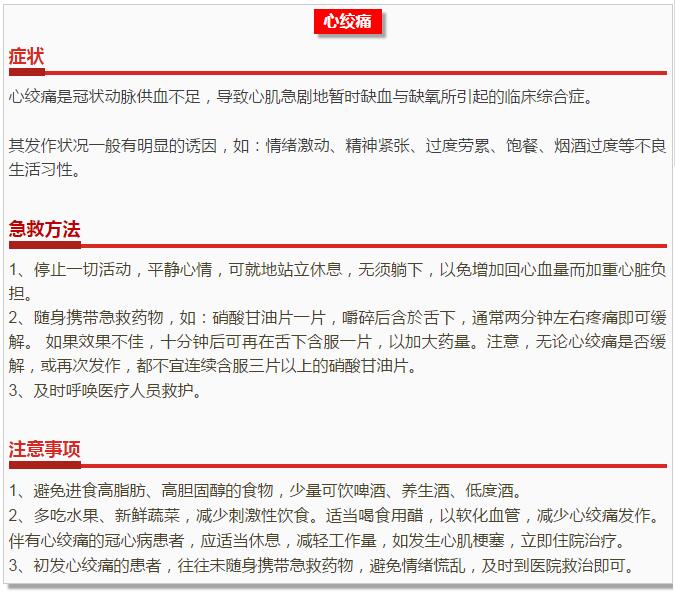 心绞痛
症状
心绞痛是冠状动脉供血不足，导致心肌急剧地暂时缺血与缺氧所引起的临床综合症。
其发作状况一般有明显的诱因，如：情绪激动、精神紧张、过度劳累、饱餐、烟酒过度等不良
生活习性。
急救方法
1、停止一切活动，平静心情，可就地站立休息，无须躺下，以免增加回心血量而加重心脏负
担。
2、随身携带急救药物，如：硝酸甘油片一片，嚼碎后含於舌下，通常两分钟左右疼痛即可缓
解。 如果效果不佳，十分钟后可再在舌下含服一片，以加大药量。注意，无论心绞痛是否缓
解，或再次发作，都不宜连续含服三片以上的硝酸甘油片。
3、及时呼唤医疗人员救护。
注意事项
1、避免进食高脂肪、高胆固醇的食物，少量可饮啤酒、养生酒、低度酒。
2、多吃水果、新鲜蔬菜，减少刺激性饮食。适当喝食用醋，以软化血管，减少心绞痛发作。
伴有心绞痛的冠心病患者，应适当休息，减轻工作量，如发生心肌梗塞，立即住院治疗。
3、初发心绞痛的患者，往往未随身携带急救药物，避免情绪慌乱，及时到医院救治即可。